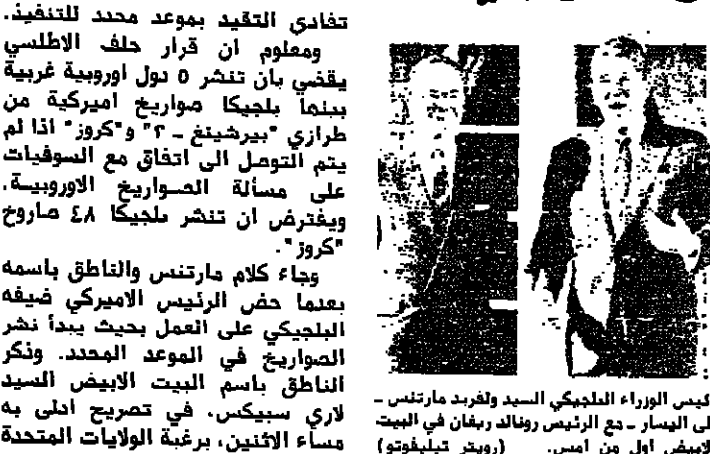 تفادي التقيد بموعد محدد للتنفيذ.
ومعلوم ان قرار حلف الاطلسي
يقضي بان تنشر ٥ دول اوروبية غربية
بينها بلجيكا صواريخ اميركية من
طرازي "بيرشينغ ـ ٢" و"كروز" اذا لم
يتم التوصل الى اتفاق مع السوفيات
على مسألة الصواريخ الاوروبية.
ويفترض ان تنشر بلجيكا ٤٨ صاروخ
"كروز".
وجاء كلام مارتنس والناطق باسمه
بعدما حض الرئيس الاميركي ضيفه
البلجيكي على العمل بحيث يبدأ نشر
الصواريخ في الموعد المحدد. وذكر
الناطق باسم البيت الابيض السيد
لاري سبيكس، في تصريح ادلى به
مساء الاثنين، برغبة الولايات المتحدة
ئيس الوزراء البلجيكي السيد ولفريد مارتنس ـ
لى اليسار ـ مع الرئيس رونالد ريغان في البيت
لابيض اول من امس. (رويتر تيليفوتو)